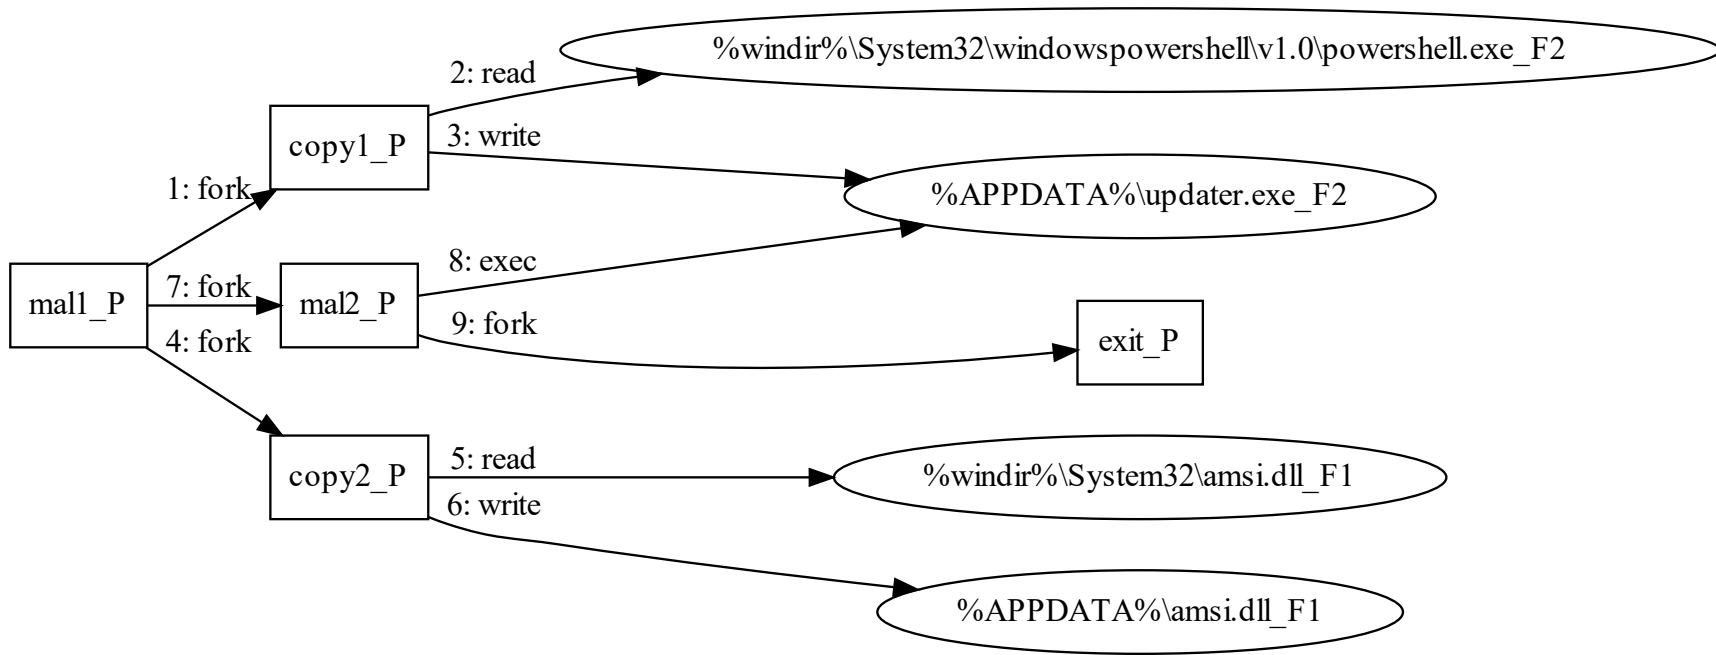 %windir%\System32\windowspowershell\v1.0\powershell.exe_F2
2: read
copy1_P
3: write
1: fork
%APPDATA%\updater.exe_F2
8: exec
7: fork
mal1_P
mal2_P
9: fork
4: fork
exit_P
5: read
copy2_P
%windir%\System32\amsi.dll_F1
6: write
%APPDATA%\amsi.dll_F1